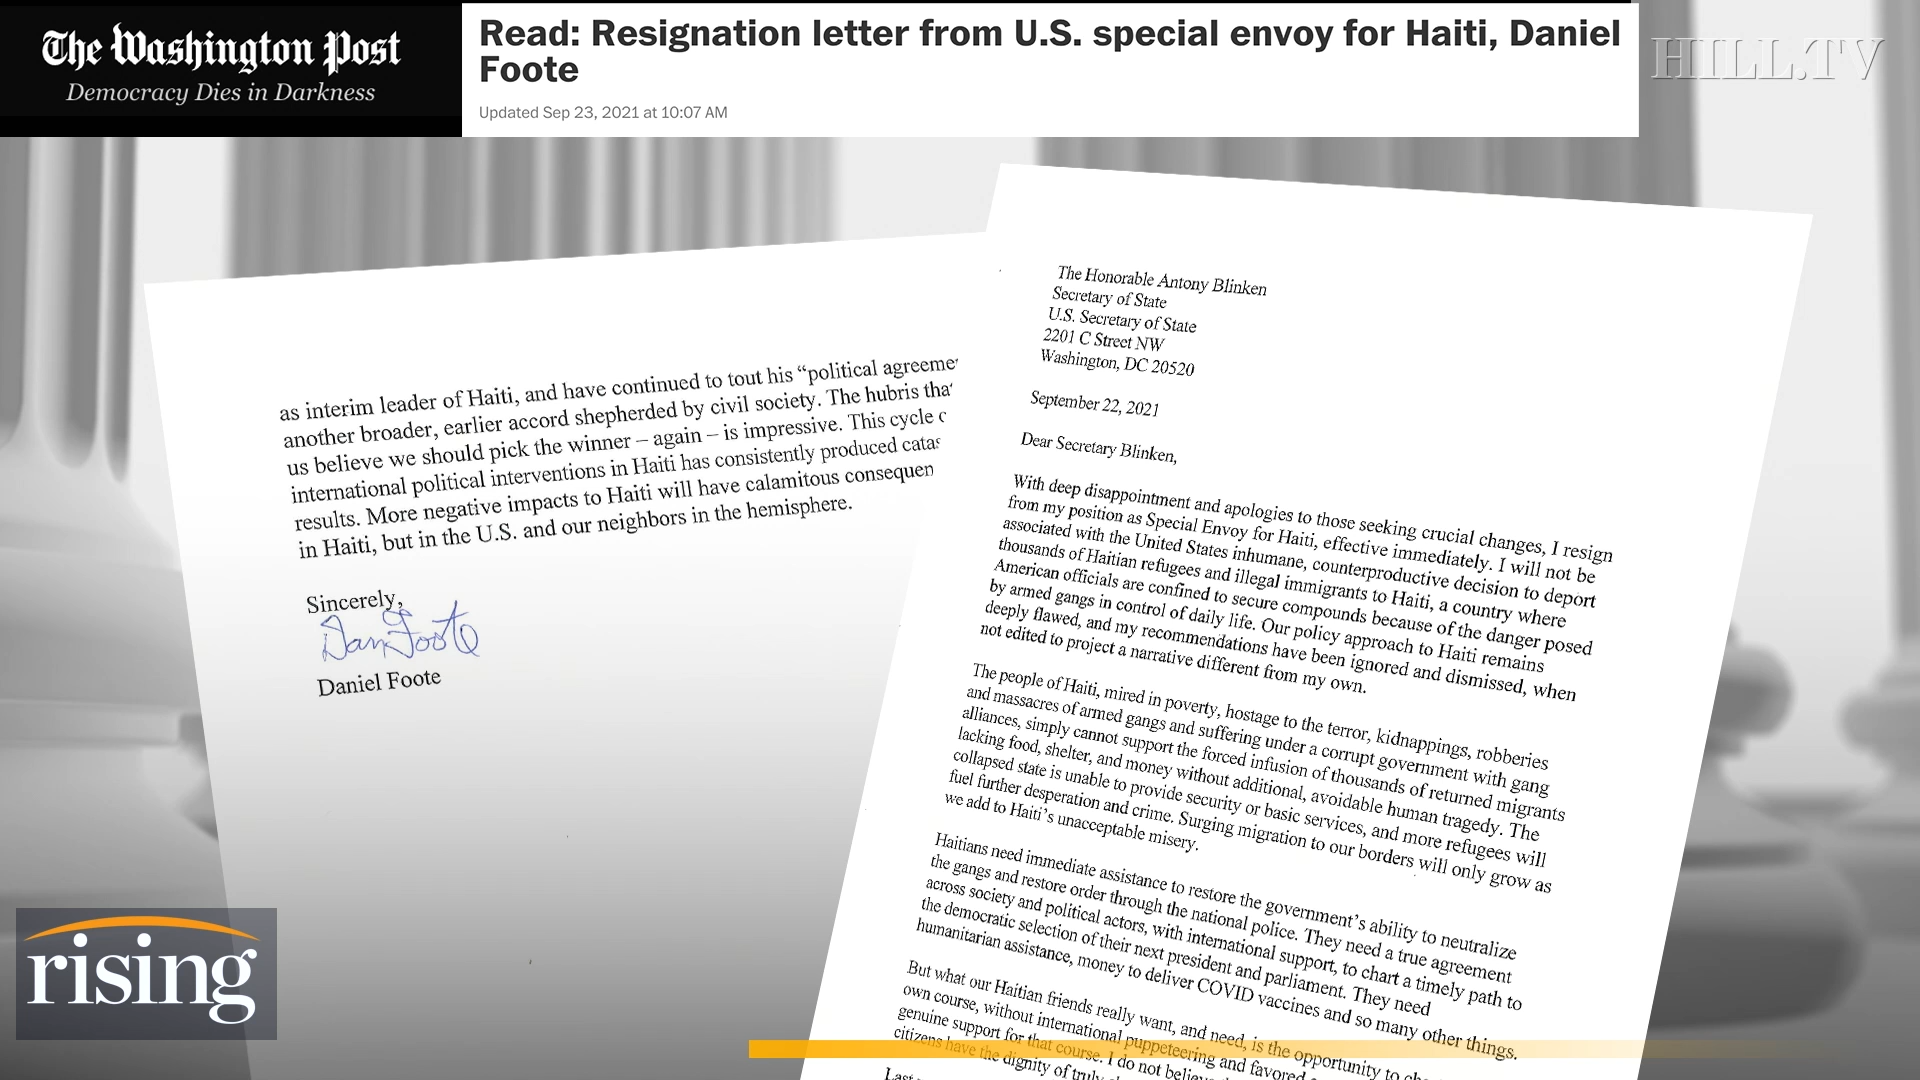 The Washington Post
Democracy Dies in Darkness
Read: Resignation letter from U.S. special envoy for Haiti, Daniel
Foote
Updated Sep 23, 2021 at 10:07 AM
HILL.TV
as interim leader of Haiti, and have continued to tout his “political agreeme
another broader, earlier accord shepherded by civil society. The hubris tha
us believe we should pick the winner – again – is impressive. This cycle
international political interventions in Haiti has consistently produced catas
results. More negative impacts to Haiti will have calamitous consequen
in Haiti, but in the U.S. and our neighbors in the hemisphere.
Sincerely,
Dan Foote
Daniel Foote
The Honorable Antony Blinken
Secretary of State
U.S. Secretary of State
2201 C Street NW
Washington, DC 20520
September 22, 2021
Dear Secretary Blinken,
With deep disappointment and apologies to those seeking crucial changes, I resign
from my position as Special Envoy for Haiti, effective immediately. I will not be
associated with the United States inhumane, counterproductive decision to deport
thousands of Haitian refugees and illegal immigrants to Haiti, a country where
American officials are confined to secure compounds because of the danger posed
by armed gangs in control of daily life. Our policy approach to Haiti remains
deeply flawed, and my recommendations have been ignored and dismissed, when
not edited to project a narrative different from my own.
The people of Haiti, mired in poverty, hostage to the terror, kidnappings, robberies
and massacres of armed gangs and suffering under a corrupt government with gang
alliances, simply cannot support the forced infusion of thousands of returned migrants
lacking food, shelter, and money without additional, avoidable human tragedy. The
collapsed state is unable to provide security or basic services, and more refugees will
fuel further desperation and crime. Surging migration to our borders will only grow as
we add to Haiti’s unacceptable misery.
Haitians need immediate assistance to restore the government’s ability to neutralize
the gangs and restore order through the national police. They need a true agreement
across society and political actors, with international support, to chart a timely path to
the democratic selection of their next president and parliament. They need
humanitarian assistance, money to deliver COVID vaccines and so many other things.
But what our Haitian friends really want, and need, is the opportunity to
own course, without international puppeteering and favored
genuine support for that course. I do not believe
citizens have the dignity of truly
Last
rising